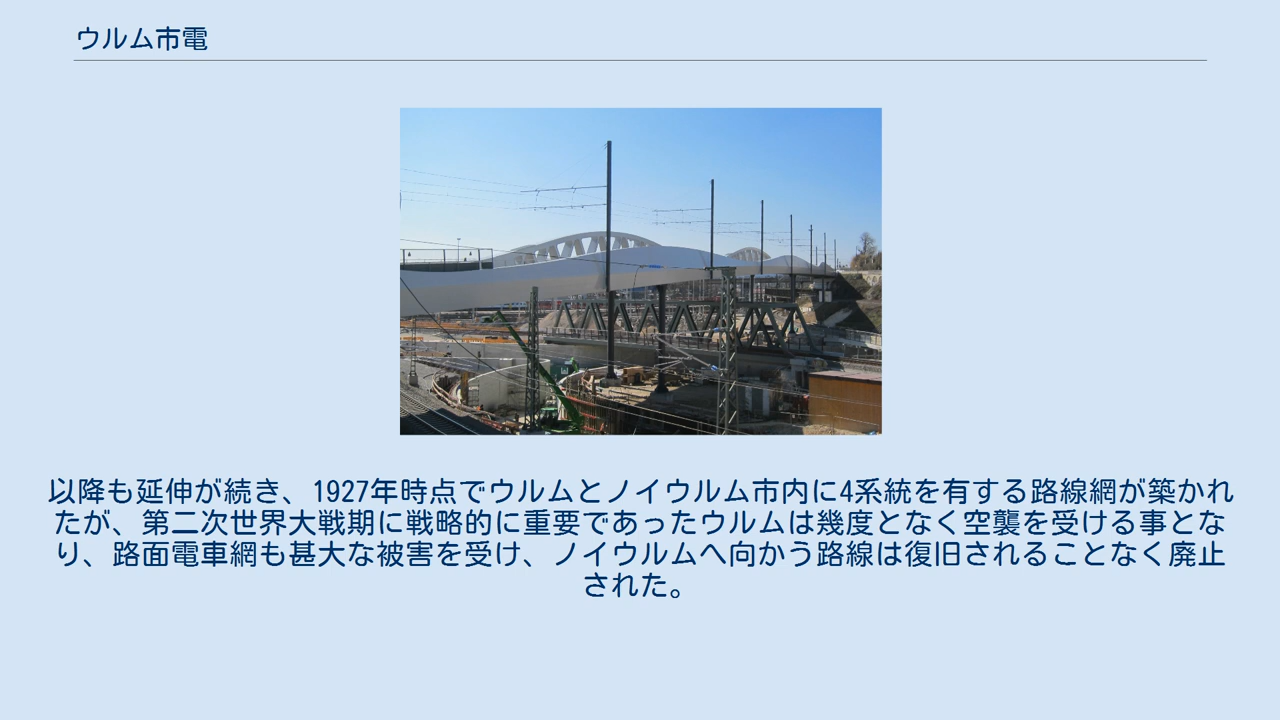 ウルム市電
以降も延伸が続き、1927年時点でウルムとノイウルム市内に4系統を有する路線網が築かれ
たが、第二次世界大戦期に戦略的に重要であったウルムは幾度となく空襲を受ける事とな
り、路面電車網も甚大な被害を受け、ノイウルムへ向かう路線は復旧されることなく廃止
された。